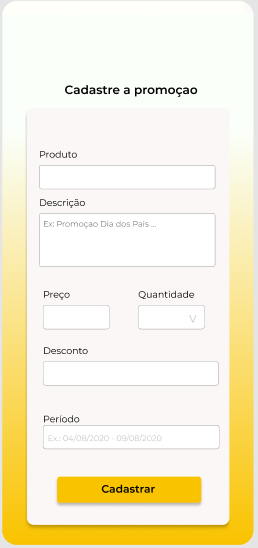 Cadastre a promoçao
Produto
Descrição
Ex: Promoçao Dia dos Pais ...
Preço
Quantidade
V
Desconto
Período
Ex.: 04/08/2020 - 09/08/2020
Cadastrar